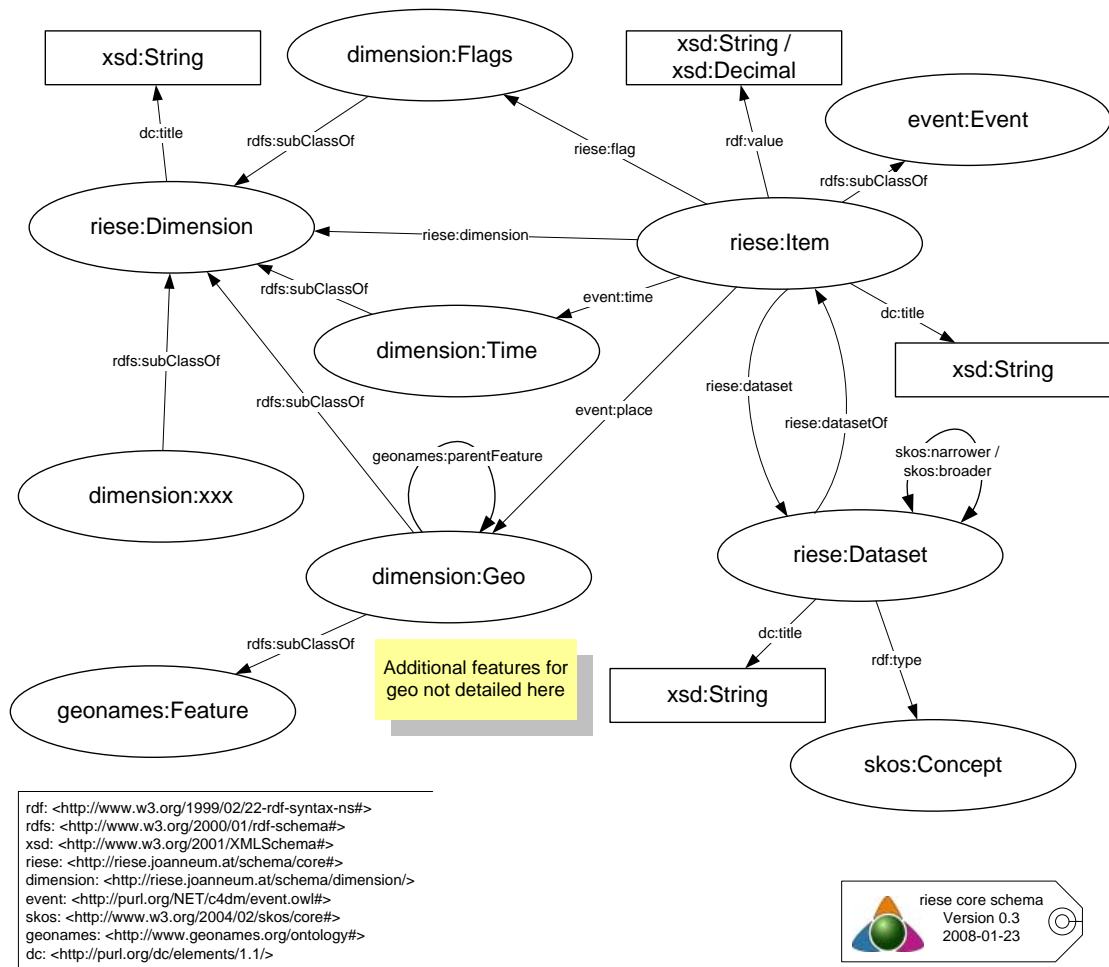 xsd:String
dimension:Flags
xsd:String /
xsd:Decimal
event:Event
dc:title
rdfs:subClassOf
riese:flag
rdf:value
rdfs:subClassOf
riese:Dimension
riese:dimension
riese:Item
rdfs:subClassOf
event:time
dc:title
dimension:Time
xsd:String
rdfs:subClassOf
rdfs:subClassOf
riese:dataset
event:place
riese:datasetOf
geonames:parentFeature
skos:narrower /
skos:broader
dimension:xxx
riese:Dataset
dimension:Geo
rdfs:subClassOf
dc:title
rdf:type
Additional features for
geo not detailed here
xsd:String
geonames:Feature
skos:Concept
rdf: <http://www.w3.org/1999/02/22-rdf-syntax-ns#>
rdfs: <http://www.w3.org/2000/01/rdf-schema#>
xsd: <http://www.w3.org/2001/XMLSchema#>
riese: <http://riese.joanneum.at/schema/core#>
dimension: <http://riese.joanneum.at/schema/dimension/>
event: <http://purl.org/NET/c4dm/event.owl#>
skos: <http://www.w3.org/2004/02/skos/core#>
geonames: <http://www.geonames.org/ontology#>
dc: <http://purl.org/dc/elements/1.1/>
riese core schema
Version 0.3
2008-01-23